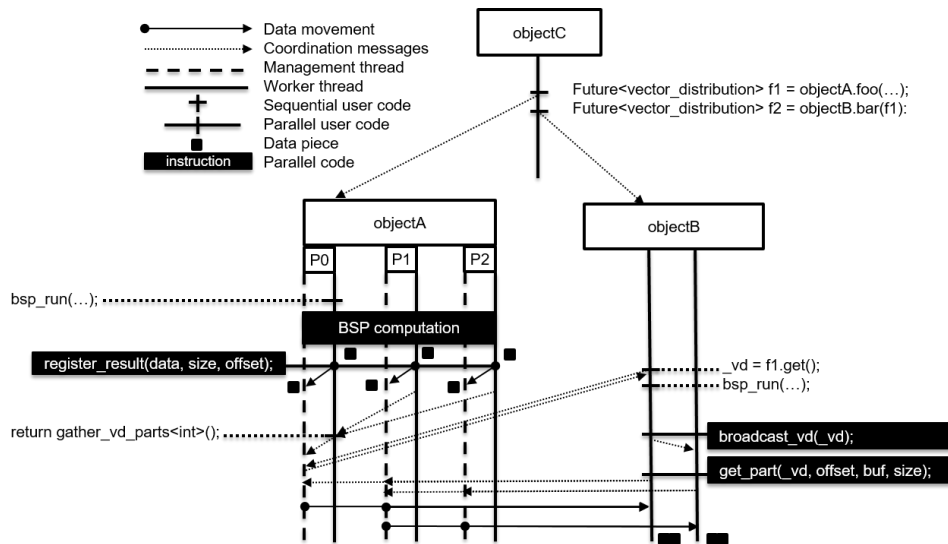 Data movement
Coordination messages
Management thread
Worker thread
Sequential user code
Parallel user code
Data piece
instruction Parallel code
objectC
Future<vector_distribution> f1 = objectA.foo(…);
Future<vector_distribution> f2 = objectB.bar(f1):
objectA
objectB
P0 P1 P2
bsp_run(…);
BSP computation
register_result(data, size, offset);
_vd = f1.get();
bsp_run(…);
return gather_vd_parts<int>();
broadcast_vd(_vd);
get_part(_vd, offset, buf, size);